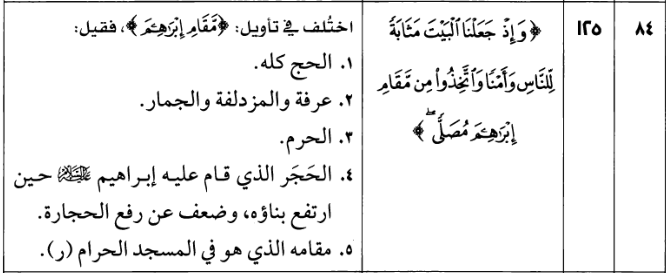 ٨٤
١٢٥
﴿وَإِذْ جَعَلْنَا ٱلْبَيْتَ مَثَابَةً
لِّلنَّاسِ وَأَمْنًا وَٱتَّخِذُوا۟ مِن مَّقَامِ
إِبْرَٰهِـۧمَ مُصَلًّى ۖ﴾
اختُلف في تأويل: ﴿مَّقَامِ إِبْرَٰهِـۧمَ﴾، فقيل:
١. الحج كله.
٢. عرفة والمزدلفة والجمار.
٣. الحرم.
٤. الحَجَر الذي قام عليه إبراهيم عليه السلام حين
ارتفع بناؤه، وضعف عن رفع الحجارة.
٥. مقامه الذي هو في المسجد الحرام (ر).